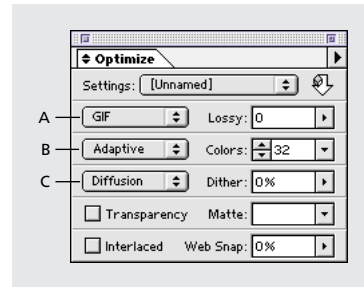 Optimize
Settings: [Unnamed]
A GIF Lossy: 0
B Adaptive Colors: 32
C Diffusion Dither: 0%
Transparency Matte:
Interlaced Web Snap: 0%